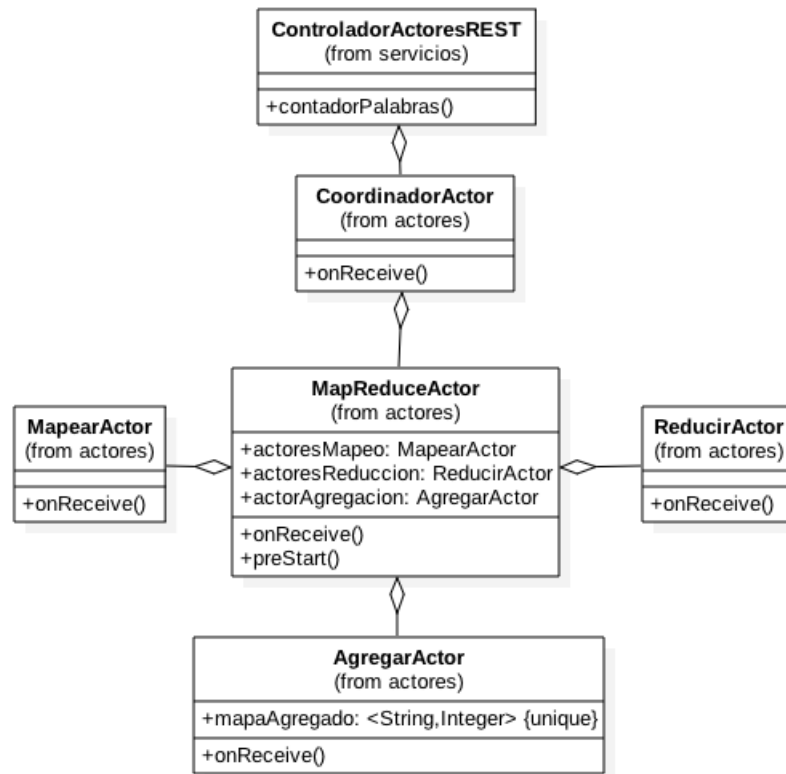 ControladorActoresREST
(from servicios)
+contadorPalabras()
CoordinadorActor
(from actores)
+onReceive()
MapReduceActor
(from actores)
+actoresMapeo: MapearActor
+actoresReduccion: ReducirActor
+actorAgregacion: AgregarActor
+onReceive()
+preStart()
MapearActor
(from actores)
+onReceive()
ReducirActor
(from actores)
+onReceive()
AgregarActor
(from actores)
+mapaAgregado: <String,Integer> {unique}
+onReceive()